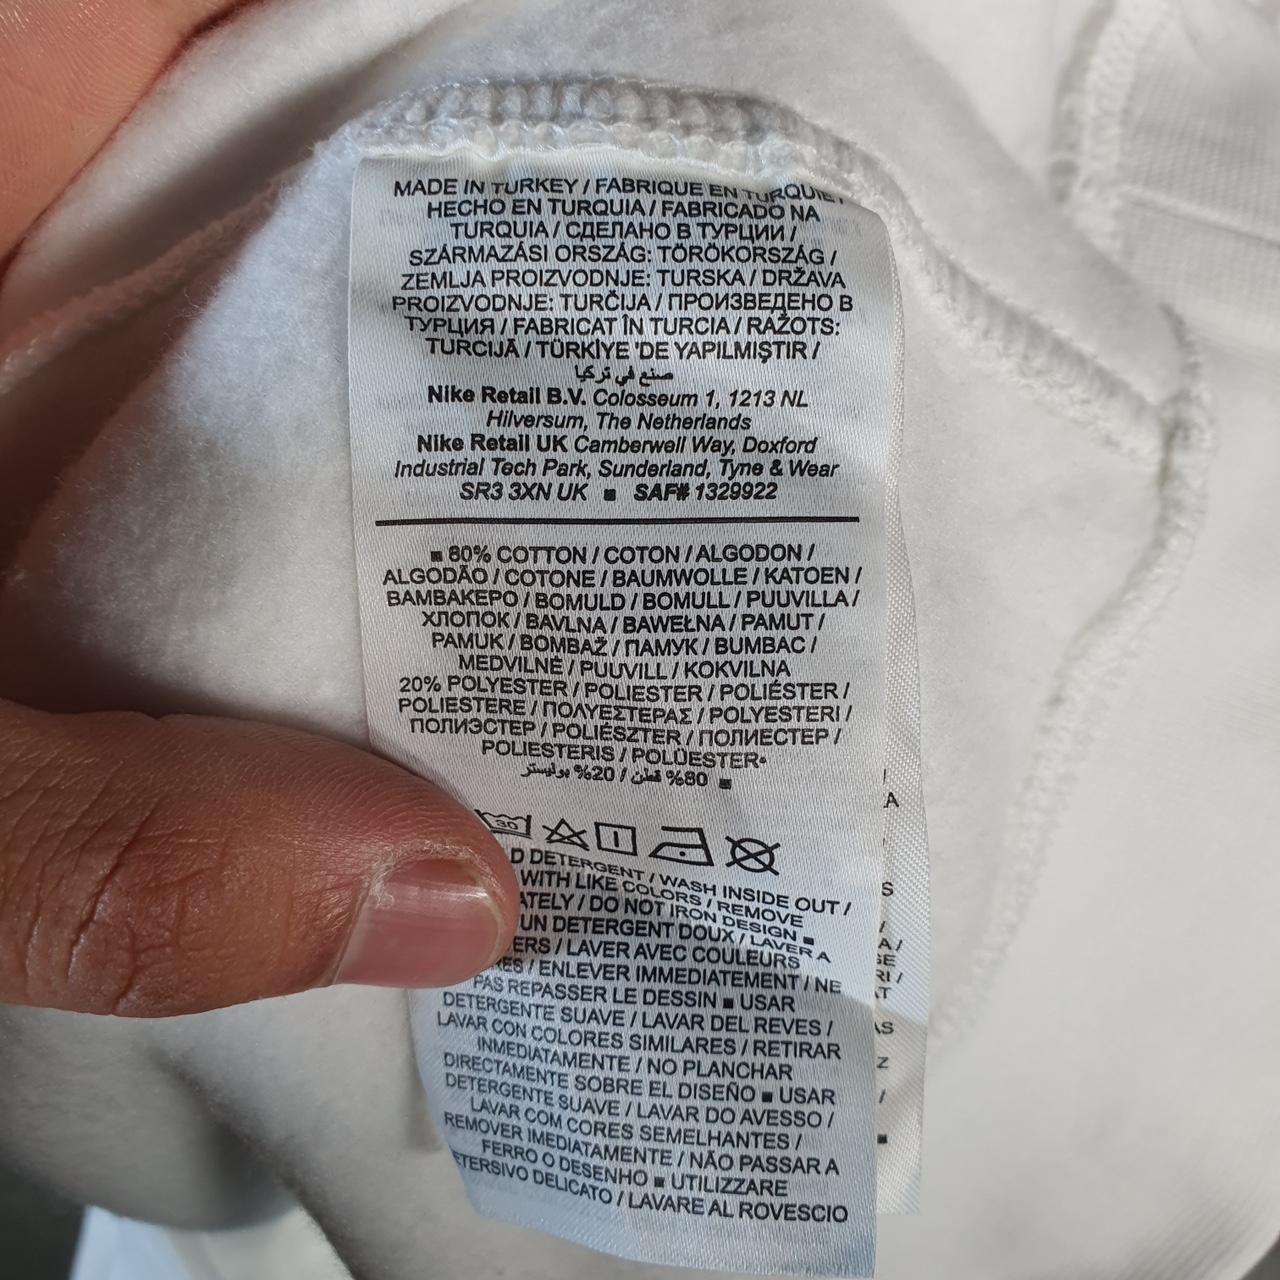 MADE IN TURKEY / FABRIQUE EN TURQUIE /
HECHO EN TURQUIA / FABRICADO NA
TURQUIA / СДЕЛАНО В ТУРЦИИ /
SZÁRMAZÁSI ORSZÁG: TÖRÖKORSZÁG /
ZEMLJA PROIZVODNJE: TURSKA / DRŽAVA
PROIZVODNJE: TURČIJA / ПРОИЗВЕДЕНО В
ТУРЦИЯ / FABRICAT ÎN TURCIA / RAŽOTS:
TURCIJĀ / TÜRKİYE 'DE YAPILMIŞTIR /
صنع في تركيا
Nike Retail B.V. Colosseum 1, 1213 NL
Hilversum, The Netherlands
Nike Retail UK Camberwell Way, Doxford
Industrial Tech Park, Sunderland, Tyne & Wear
SR3 3XN UK ■ SAF# 1329922
■ 80% COTTON / COTON / ALGODON /
ALGODÃO / COTONE / BAUMWOLLE / KATOEN /
ΒΑΜΒΑΚΕΡΟ / BOMULD / BOMULL / PUUVILLA /
ХЛОПОК / BAVLNA / BAWEŁNA / PAMUT /
PAMUK / BOMBAŽ / ПАМУК / BUMBAC /
MEDVILNĖ / PUUVILL / KOKVILNA
20% POLYESTER / POLIESTER / POLIÉSTER /
POLIESTERE / ΠΟΛΥΕΣΤΕΡΑΣ / POLYESTERI /
ПОЛИЭСТЕР / POLIÉSZTER / ПОЛИЕСТЕР /
POLIESTERIS / POLÜESTER
■ 80% قطن / 20% بوليستر
30
D DETERGENT / WASH INSIDE OUT /
WITH LIKE COLORS / REMOVE
ATELY / DO NOT IRON DESIGN ■
UN DETERGENT DOUX / LAVER A
ERS / LAVER AVEC COULEURS
RES / ENLEVER IMMEDIATEMENT / NE
PAS REPASSER LE DESSIN ■ USAR
DETERGENTE SUAVE / LAVAR DEL REVES /
LAVAR CON COLORES SIMILARES / RETIRAR
INMEDIATAMENTE / NO PLANCHAR
DIRECTAMENTE SOBRE EL DISEÑO ■ USAR
DETERGENTE SUAVE / LAVAR DO AVESSO /
LAVAR COM CORES SEMELHANTES /
REMOVER IMEDIATAMENTE / NÃO PASSAR A
FERRO O DESENHO ■ UTILIZZARE
TERSIVO DELICATO / LAVARE AL ROVESCIO